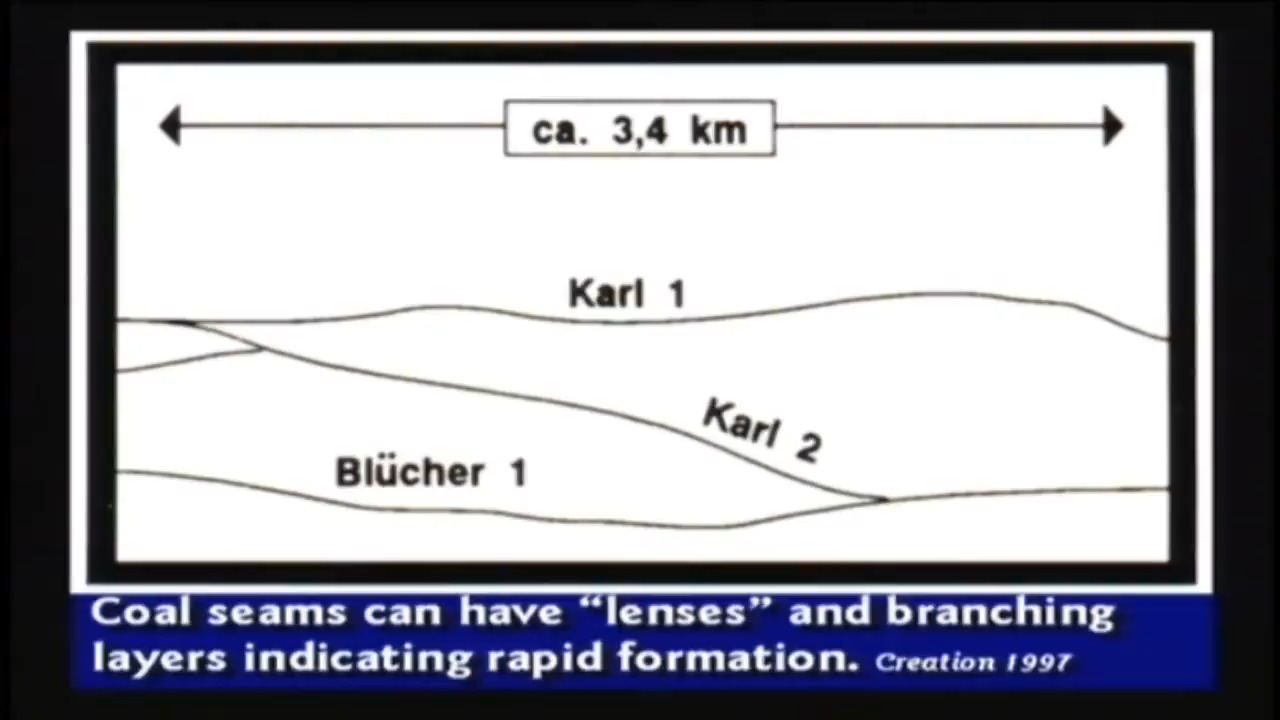 ca. 3,4 km
Karl 1
Karl 2
Blücher 1
Coal seams can have “lenses” and branching
layers indicating rapid formation. Creation 1997